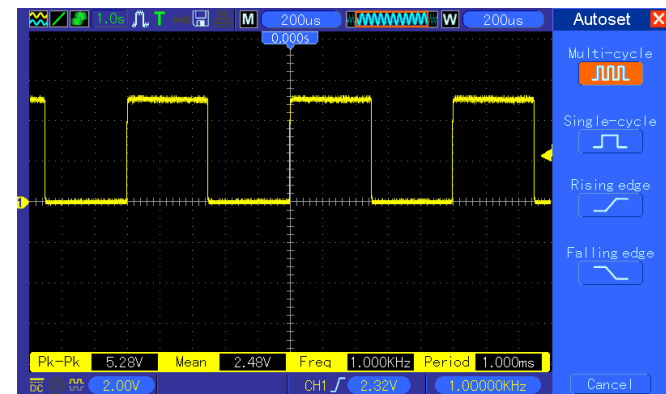 1.0s T M 200us W 200us Autoset X
0.000s
Multi-cycle
Single-cycle
Rising edge
1
Falling edge
Pk-Pk 5.28V Mean 2.48V Freq 1.000KHz Period 1.000ms
DC 2.00V CH1 2.32V 1.00000KHz Cancel